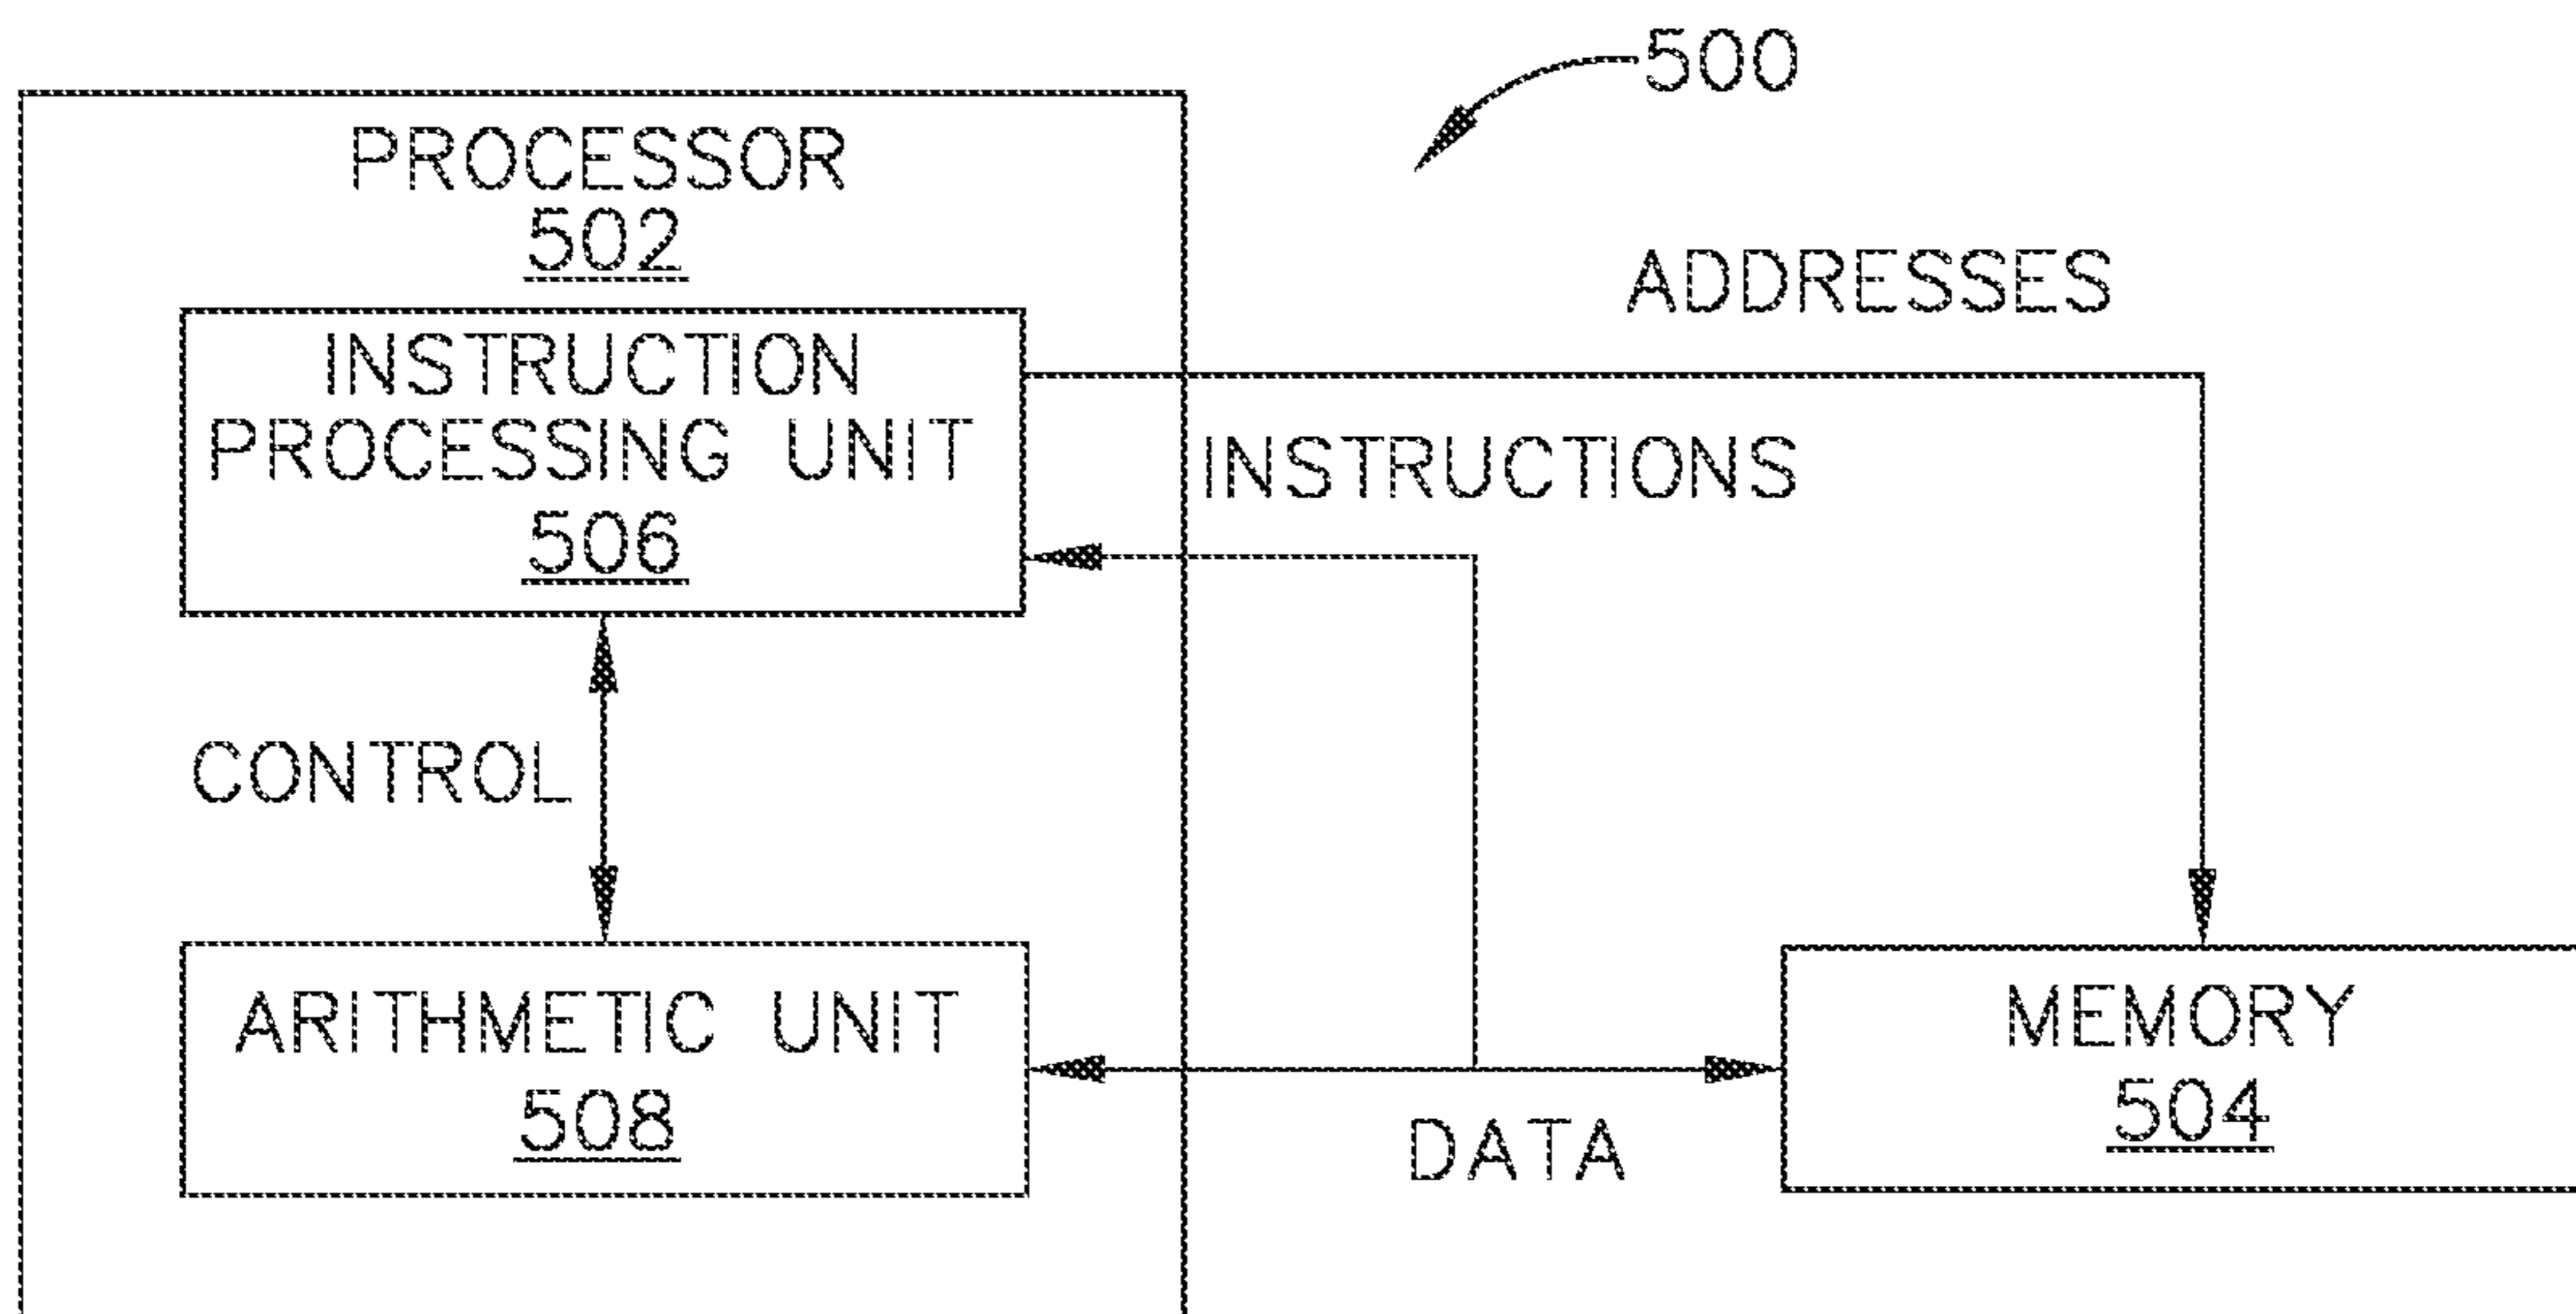 500
PROCESSOR
502
ADDRESSES
INSTRUCTION
PROCESSING UNIT
506
INSTRUCTIONS
CONTROL
ARITHMETIC UNIT
508
DATA
MEMORY
504